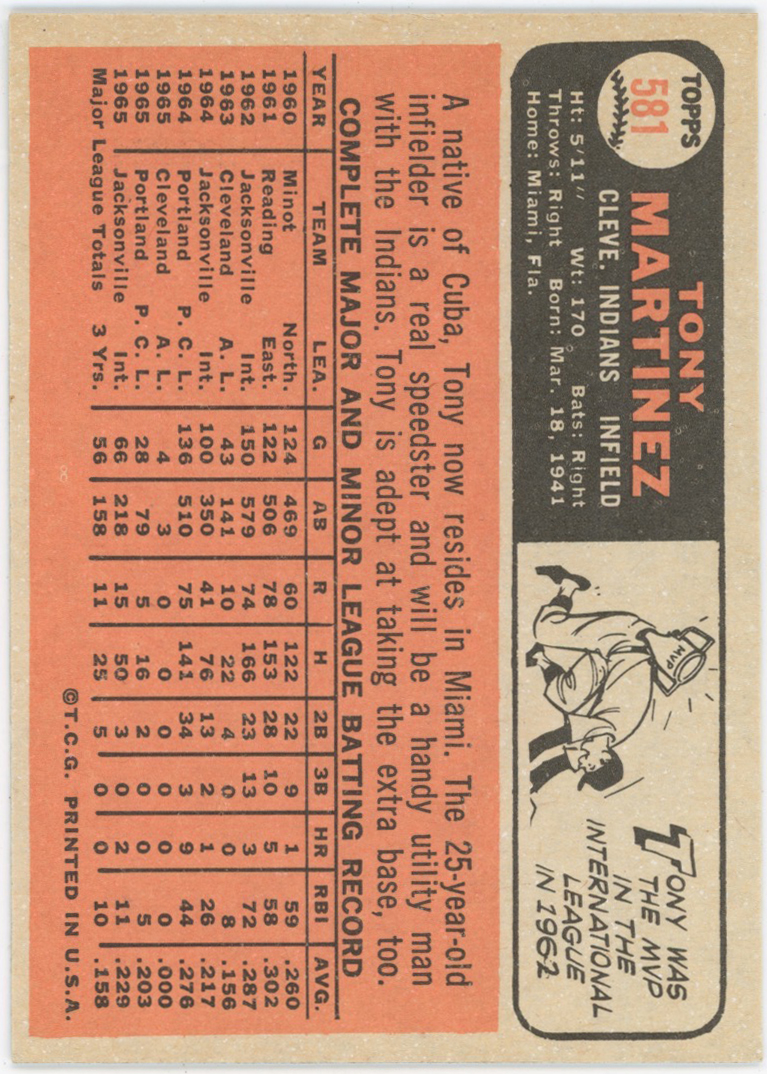 TOPPS
581
TONY
MARTINEZ
CLEVE. INDIANS INFIELD
Ht: 5'11" Wt: 170 Bats: Right
Throws: Right Born: Mar. 18, 1941
Home: Miami, Fla.
MVP
TONY WAS
THE MVP
IN THE
INTERNATIONAL
LEAGUE
IN 1962
A native of Cuba, Tony now resides in Miami. The 25-year-old
infielder is a real speedster and will be a handy utility man
with the Indians. Tony is adept at taking the extra base, too.
COMPLETE MAJOR AND MINOR LEAGUE BATTING RECORD
YEAR TEAM LEA. G AB R H 2B 3B HR RBI AVG.
1960 Minot North. 124 469 60 122 22 9 1 59 .260
1961 Reading East. 122 506 78 153 28 10 5 58 .302
1962 Jacksonville Int. 150 579 74 166 23 13 3 72 .287
1963 Cleveland A. L. 43 141 10 22 4 0 0 8 .156
1964 Jacksonville Int. 100 350 41 76 13 2 1 26 .217
1964 Portland P. C. L. 136 510 75 141 34 3 9 44 .276
1965 Cleveland A. L. 4 3 0 0 0 0 0 0 .000
1965 Portland P. C. L. 28 79 5 16 2 0 0 5 .203
1965 Jacksonville Int. 66 218 15 50 3 0 2 11 .229
Major League Totals 3 Yrs. 56 158 11 25 5 0 0 10 .158
©T.C.G. PRINTED IN U.S.A.